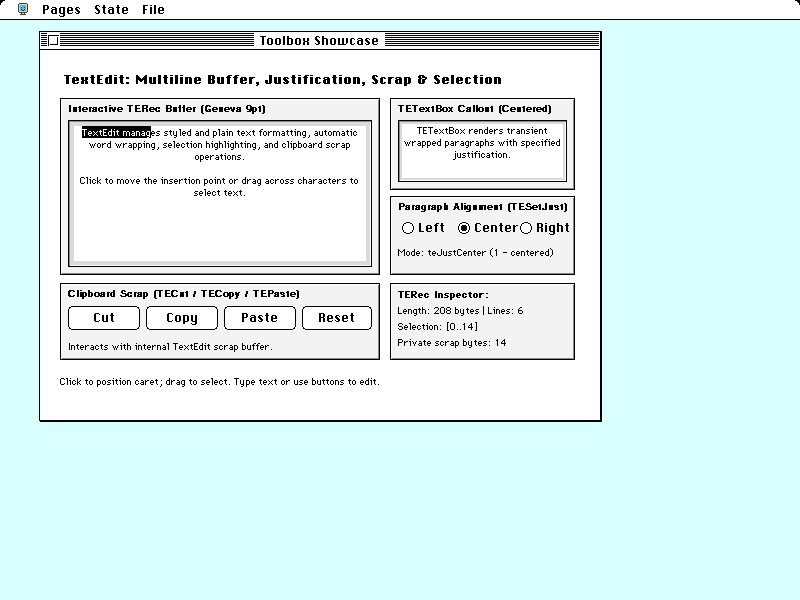 Pages State File
Toolbox Showcase
TextEdit: Multiline Buffer, Justification, Scrap & Selection
Interactive TERec Buffer (Geneva 9pt)
TextEdit manages styled and plain text formatting, automatic
word wrapping, selection highlighting, and clipboard scrap
operations.
Click to move the insertion point or drag across characters to
select text.
TETextBox Callout (Centered)
TETextBox renders transient
wrapped paragraphs with specified
justification.
Paragraph Alignment (TESetJust)
Left Center Right
Mode: teJustCenter (1 - centered)
Clipboard Scrap (TECut / TECopy / TEPaste)
Cut Copy Paste Reset
Interacts with internal TextEdit scrap buffer.
TERec Inspector:
Length: 208 bytes | Lines: 6
Selection: [0..14]
Private scrap bytes: 14
Click to position caret; drag to select. Type text or use buttons to edit.